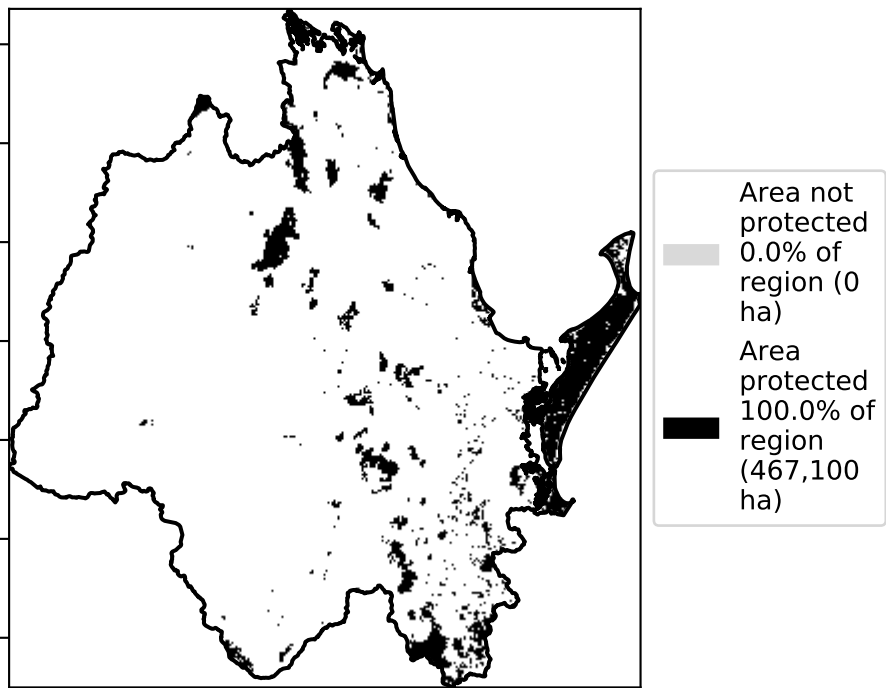 Area not
protected
0.0% of
region (0
ha)
Area
protected
100.0% of
region
(467,100
ha)